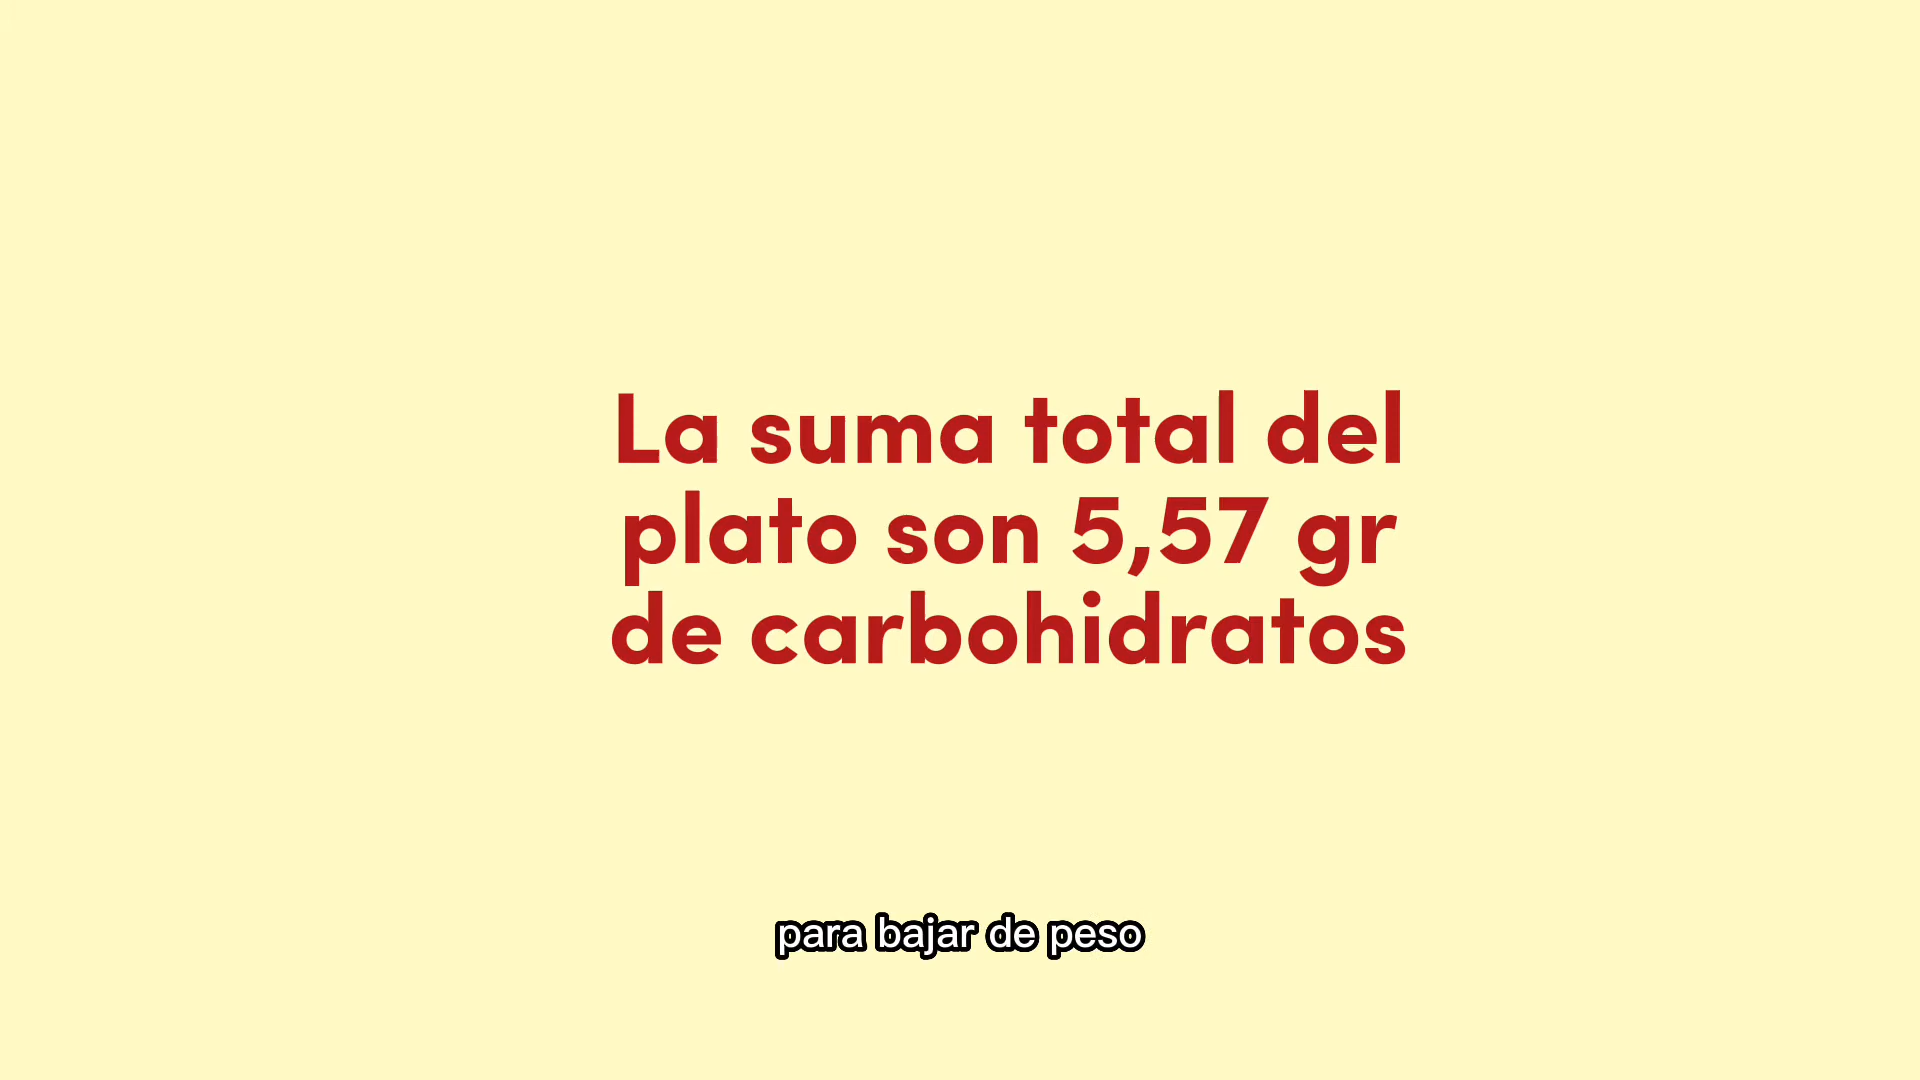 La suma total del
plato son 5,57 gr
de carbohidratos
para bajar de peso